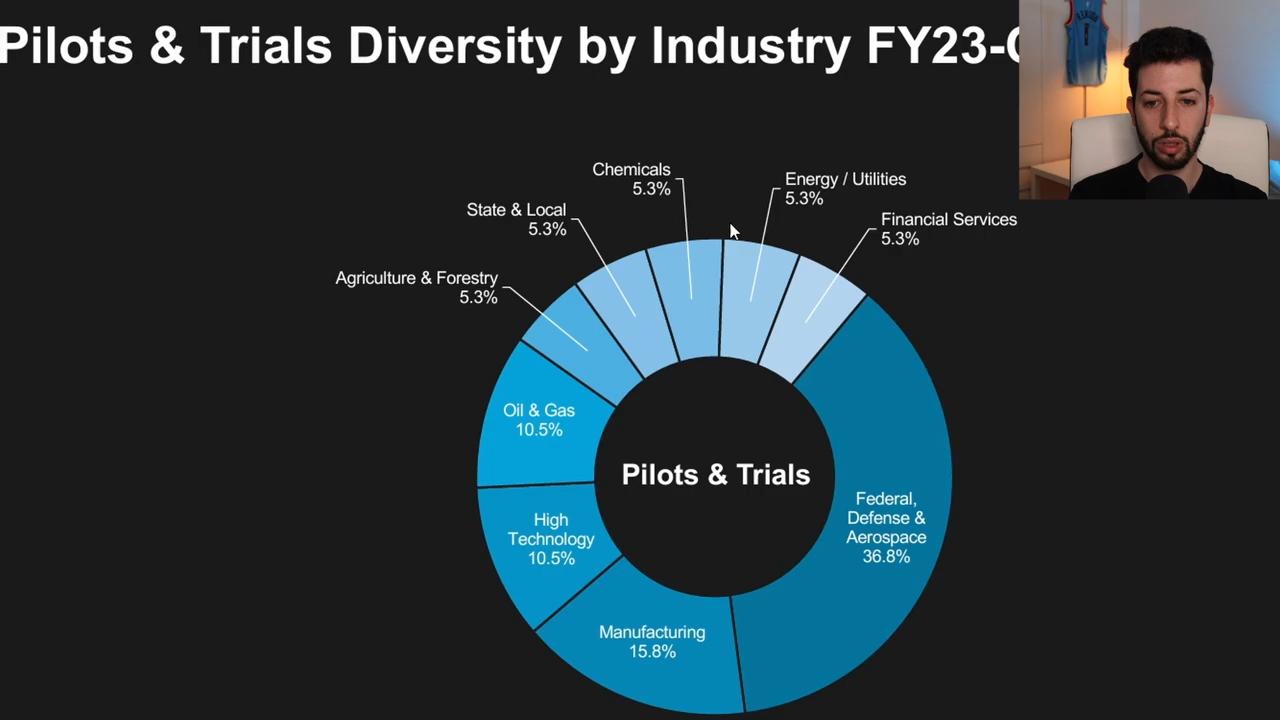 Pilots & Trials Diversity by Industry FY23-
Chemicals
5.3%
Energy / Utilities
5.3%
State & Local
5.3%
Financial Services
5.3%
Agriculture & Forestry
5.3%
Oil & Gas
10.5%
High
Technology
10.5%
Pilots & Trials
Federal,
Defense &
Aerospace
36.8%
Manufacturing
15.8%